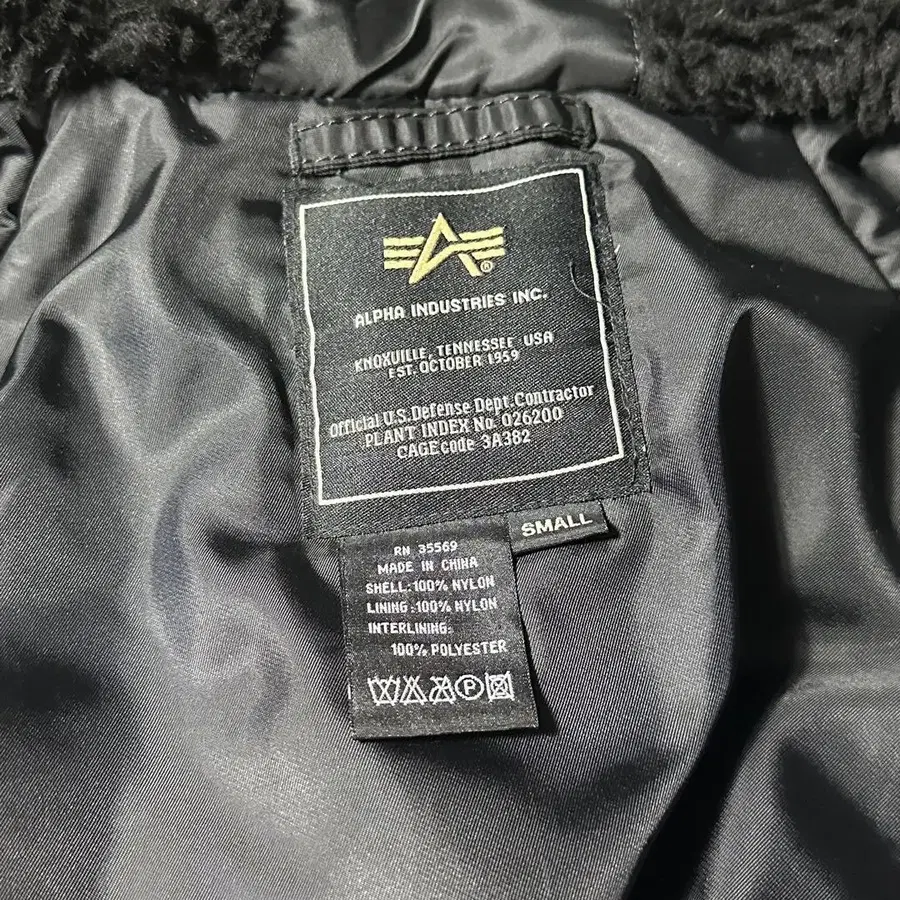 ALPHA INDUSTRIES INC.
KNOXVILLE, TENNESSEE USA
EST. OCTOBER 1959
Official U.S. Defense Dept. Contractor
PLANT INDEX No. 026200
CAGE code 3A382
SMALL
RN 35569
MADE IN CHINA
SHELL: 100% NYLON
LINING: 100% NYLON
INTERLINING:
100% POLYESTER
P